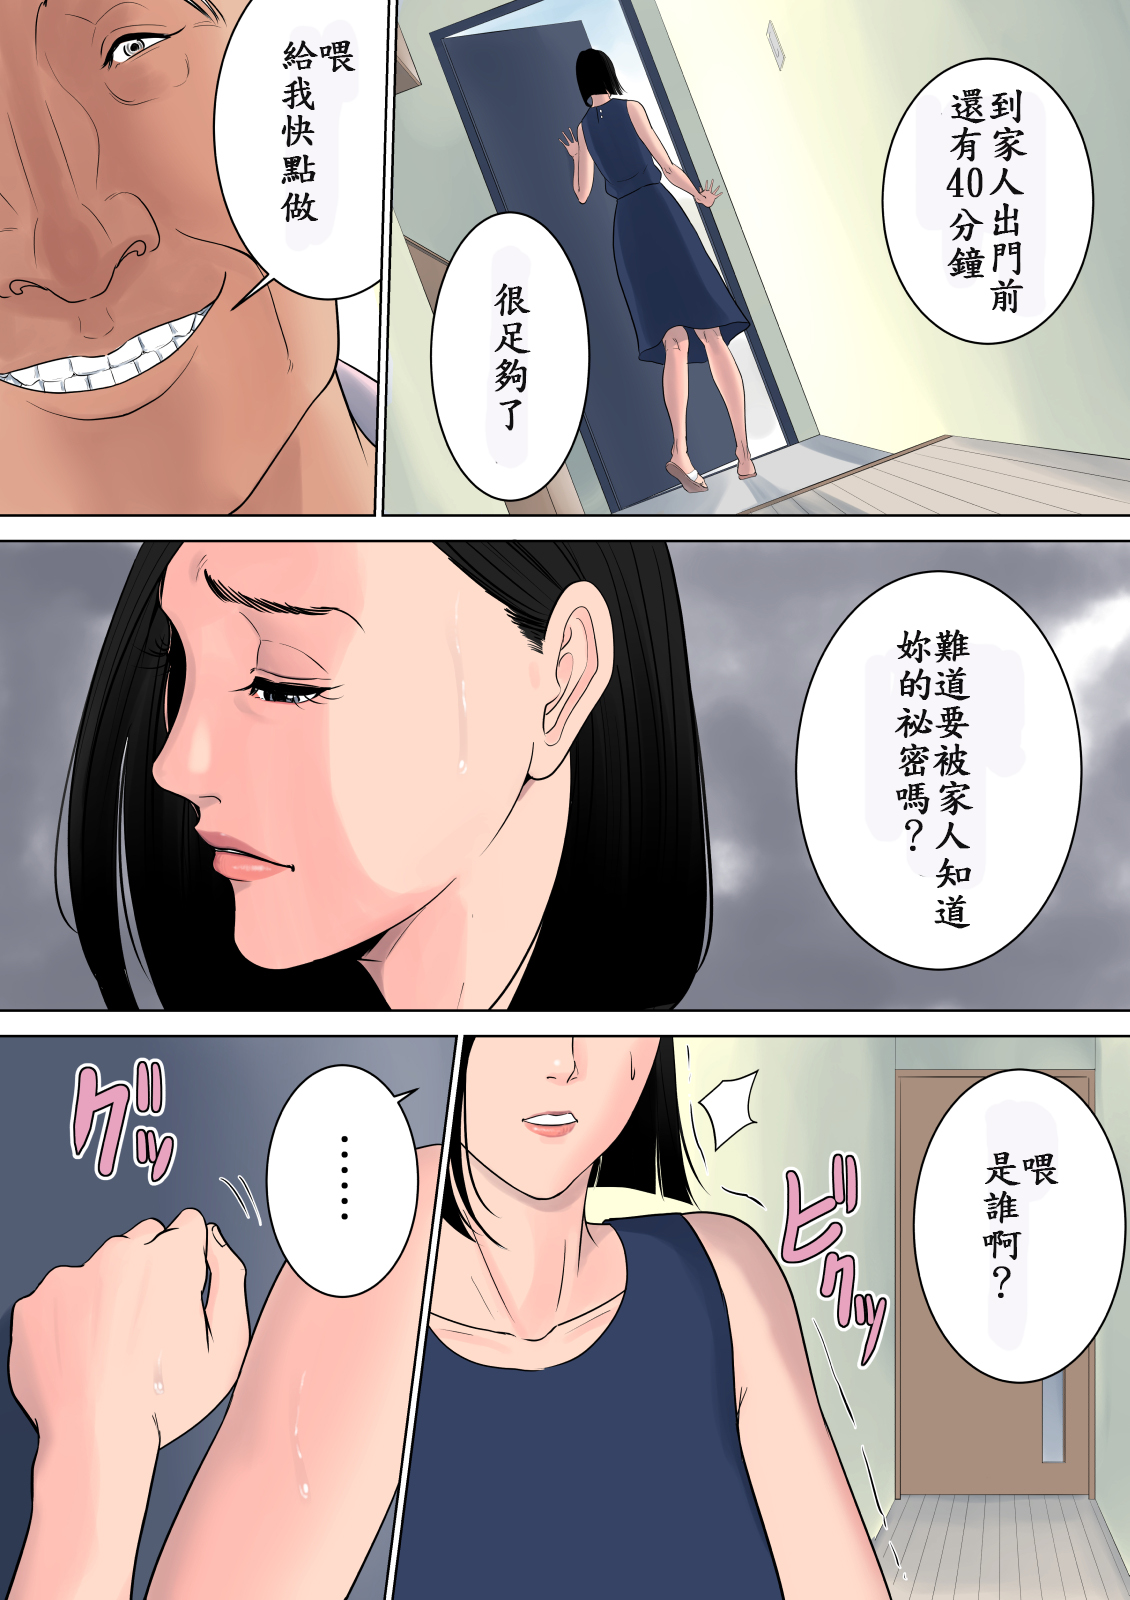 到家人出門前
還有40分鐘
很足夠了
喂
給我快點做
難道要被家人知道
妳的祕密嗎？
喂
是誰啊？
ビクッ
……
グッ